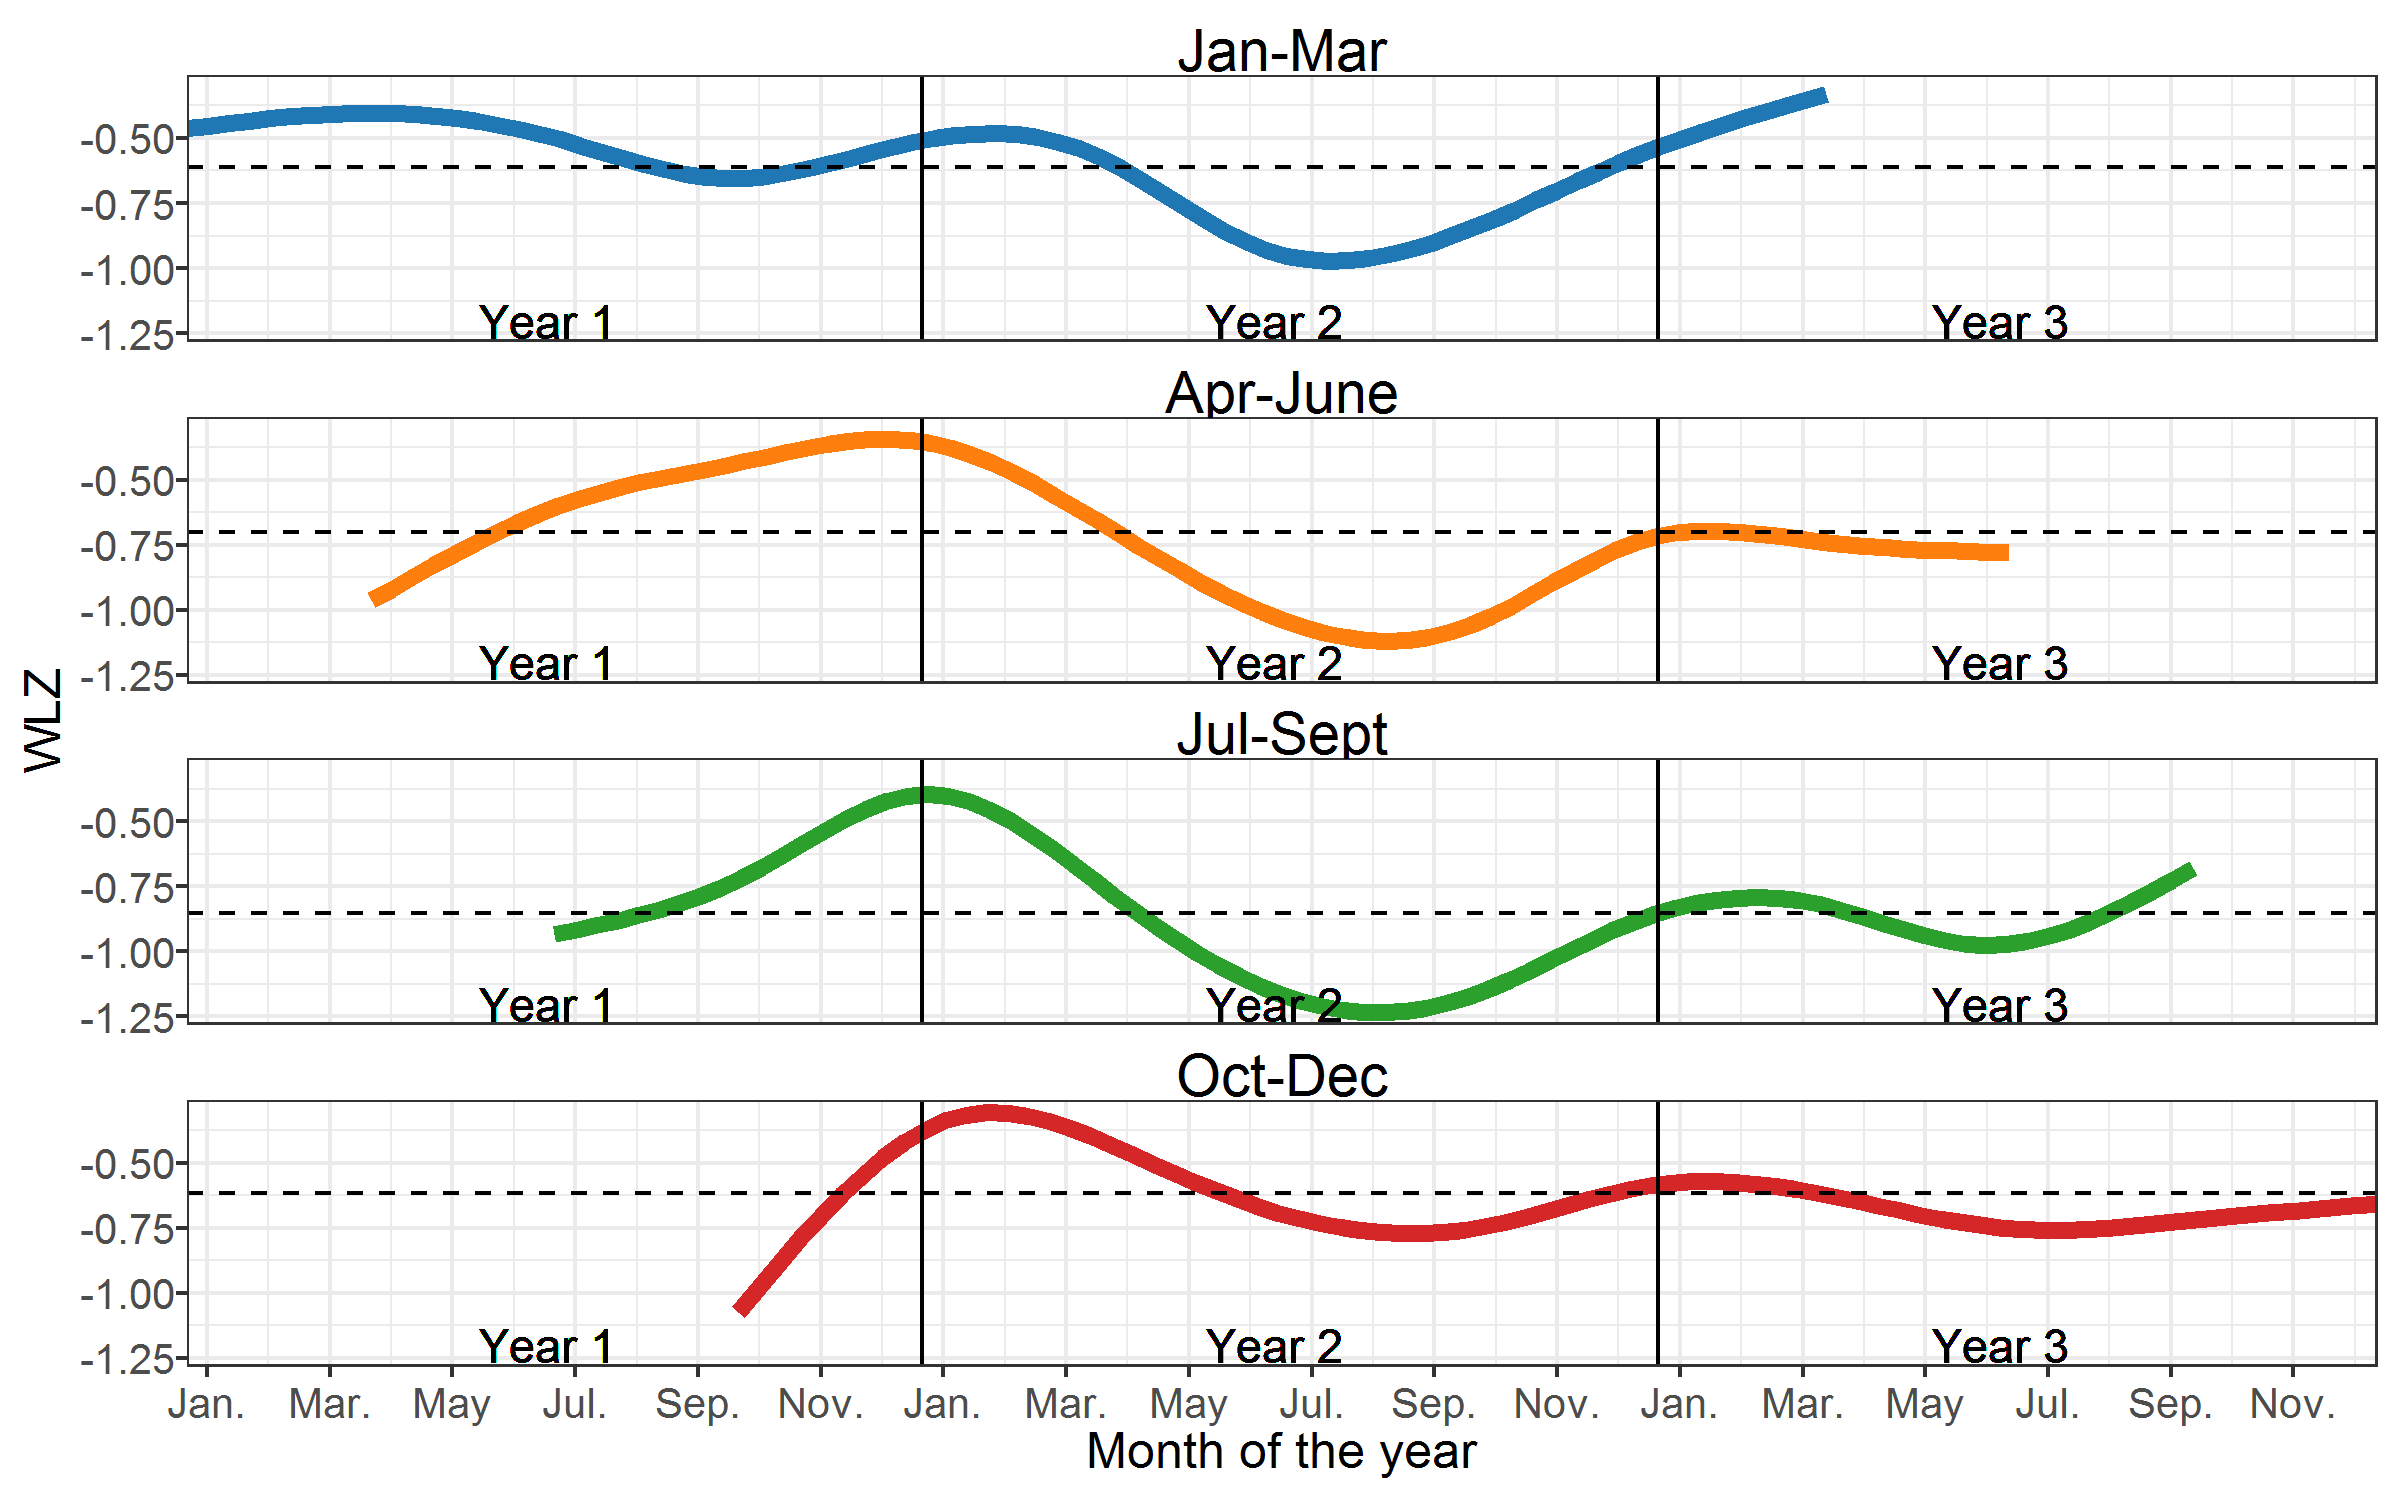 Jan-Mar
-0.50
-0.75
-1.00
-1.25
Year 1 Year 2 Year 3
Apr-June
-0.50
-0.75
-1.00
-1.25
Year 1 Year 2 Year 3
WLZ
Jul-Sept
-0.50
-0.75
-1.00
-1.25
Year 1 Year 2 Year 3
Oct-Dec
-0.50
-0.75
-1.00
-1.25
Year 1 Year 2 Year 3
Jan. Mar. May Jul. Sep. Nov. Jan. Mar. May Jul. Sep. Nov. Jan. Mar. May Jul. Sep. Nov.
Month of the year